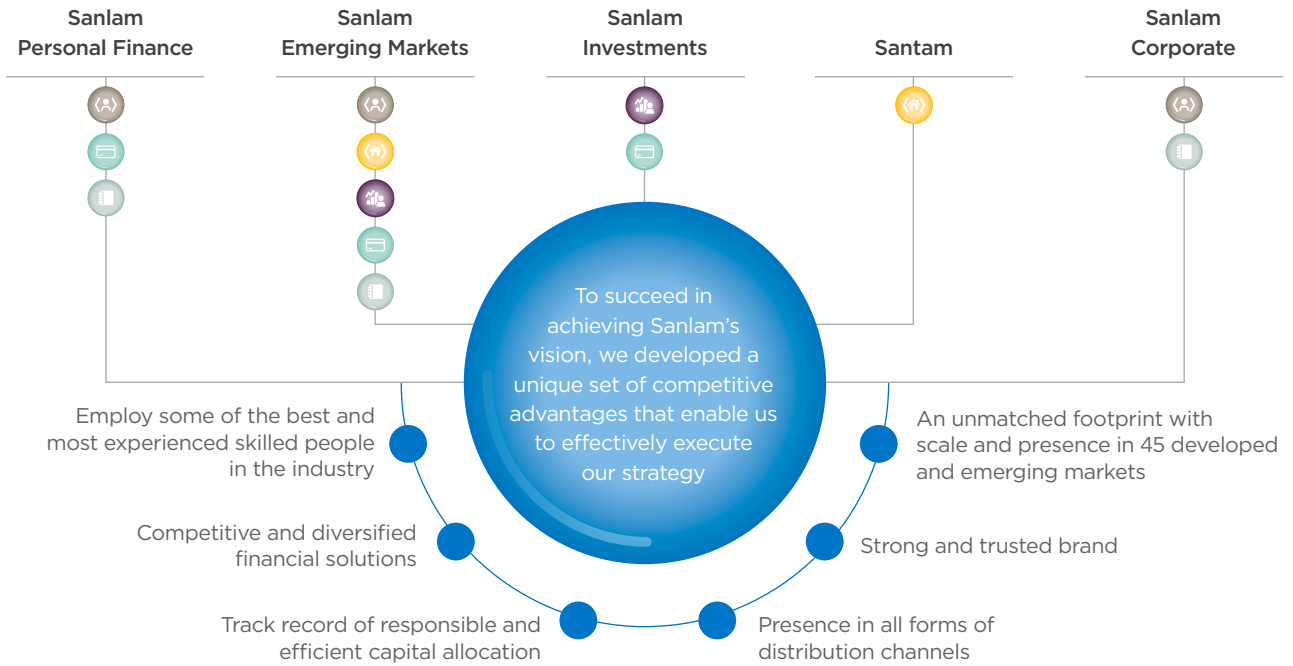 Sanlam
Personal Finance
Sanlam
Emerging Markets
Sanlam
Investments
Santam
Sanlam
Corporate
To succeed in
achieving Sanlam’s
vision, we developed a
unique set of competitive
advantages that enable us
to effectively execute
our strategy
Employ some of the best and
most experienced skilled people
in the industry
Competitive and diversified
financial solutions
Track record of responsible and
efficient capital allocation
An unmatched footprint with
scale and presence in 45 developed
and emerging markets
Strong and trusted brand
Presence in all forms of
distribution channels